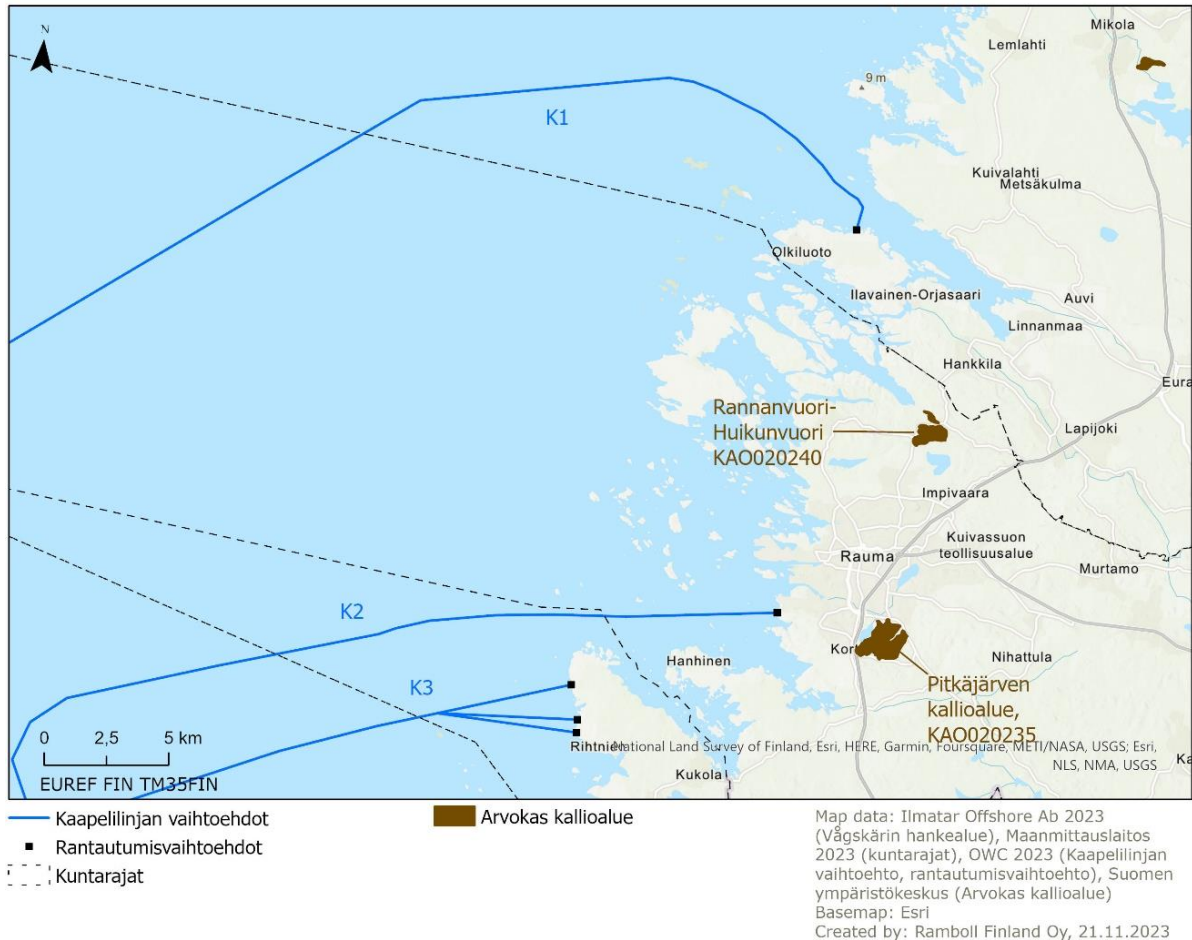 N
Mikola
Lemlahti
9 m
K1
Kuivalahti
Metsäkulma
Olkiluoto
Ilavainen-Orjasaari
Auvi
Linnanmaa
Hankkila
Eura
Rannanvuori-
Huikunvuori
KAO020240
Lapijoki
Impivaara
Kuivassuon
teollisuusalue
Rauma
Murtamo
K2
Kort
Hanhinen
Nihattula
K3
Pitkäjärven
kallioalue,
KAO020235
0 2,5 5 km
Rihtnie
National Land Survey of Finland, Esri, HERE, Garmin, Foursquare, METI/NASA, USGS; Esri,
NLS, NMA, USGS
Ka
Kukola
EUREF FIN TM35FIN
Kaapelilinjan vaihtoehdot
Rantautumisvaihtoehdot
Kuntarajat
Arvokas kallioalue
Map data: Ilmatar Offshore Ab 2023
(Vågskärin hankealue), Maanmittauslaitos
2023 (kuntarajat), OWC 2023 (Kaapelilinjan
vaihtoehto, rantautumisvaihtoehto), Suomen
ympäristökeskus (Arvokas kallioalue)
Basemap: Esri
Created by: Ramboll Finland Oy, 21.11.2023